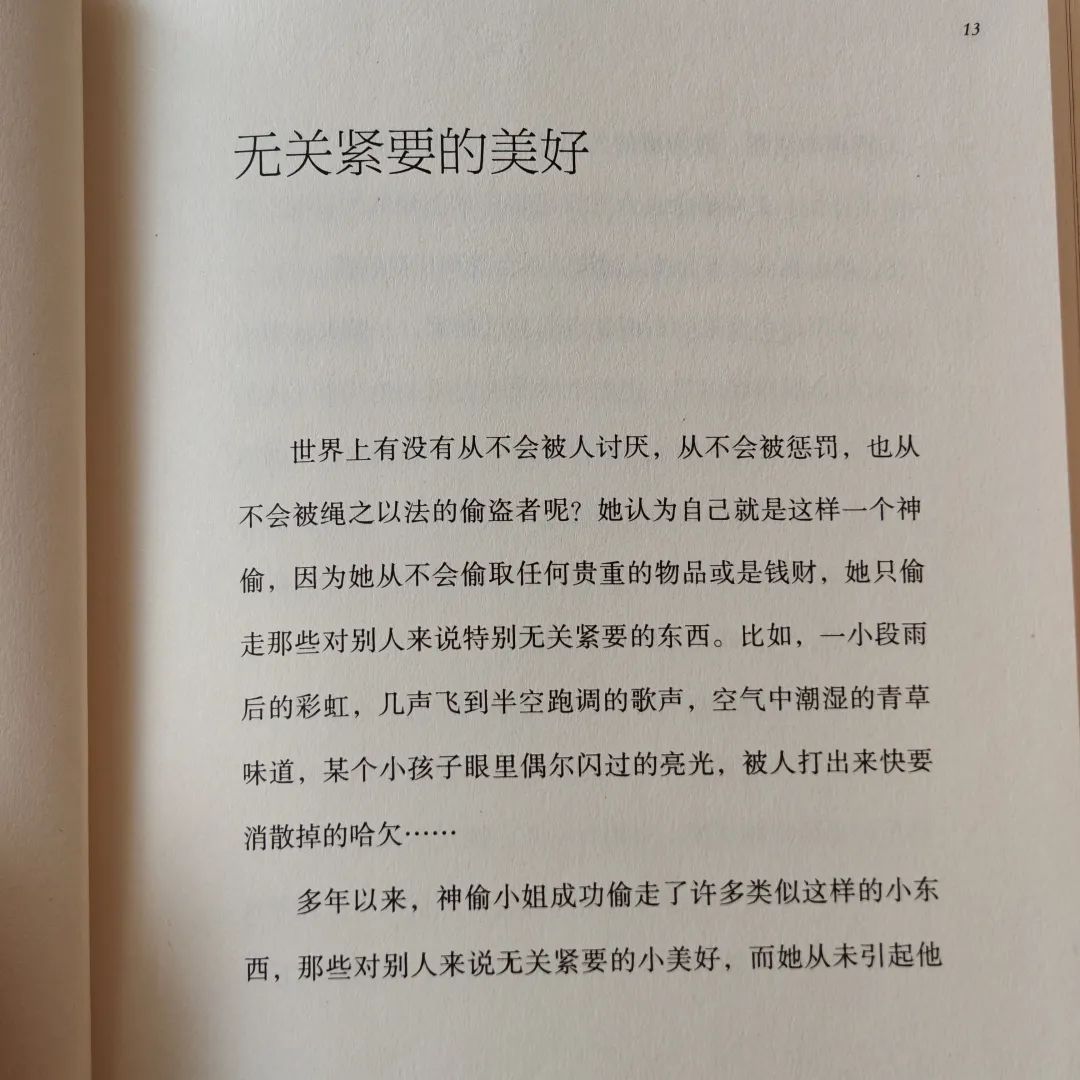 13
无关紧要的美好
世界上有没有从不会被人讨厌，从不会被惩罚，也从
不会被绳之以法的偷盗者呢？她认为自己就是这样一个神
偷，因为她从不会偷取任何贵重的物品或是钱财，她只偷
走那些对别人来说特别无关紧要的东西。比如，一小段雨
后的彩虹，几声飞到半空跑调的歌声，空气中潮湿的青草
味道，某个小孩子眼里偶尔闪过的亮光，被人打出来快要
消散掉的哈欠……
多年以来，神偷小姐成功偷走了许多类似这样的小东
西，那些对别人来说无关紧要的小美好，而她从未引起他